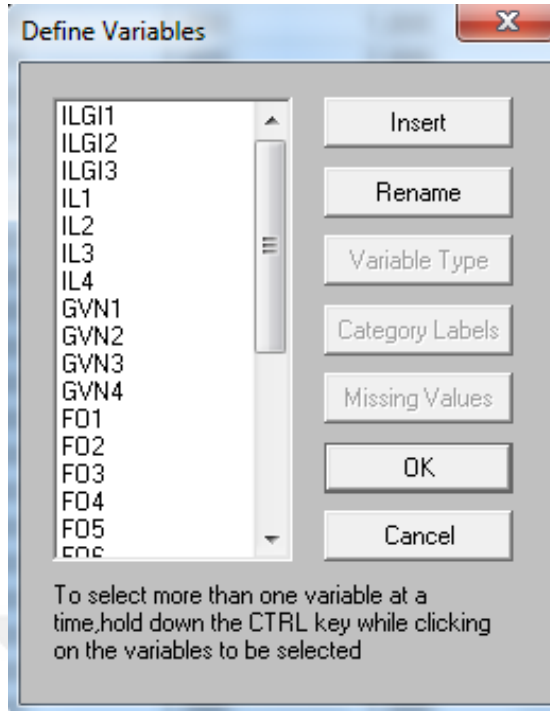 Define Variables
ILGI1
ILGI2
ILGI3
IL1
IL2
IL3
IL4
GVN1
GVN2
GVN3
GVN4
FO1
FO2
FO3
FO4
FO5
FO6
Insert
Rename
Variable Type
Category Labels
Missing Values
OK
Cancel
To select more than one variable at a
time,hold down the CTRL key while clicking
on the variables to be selected